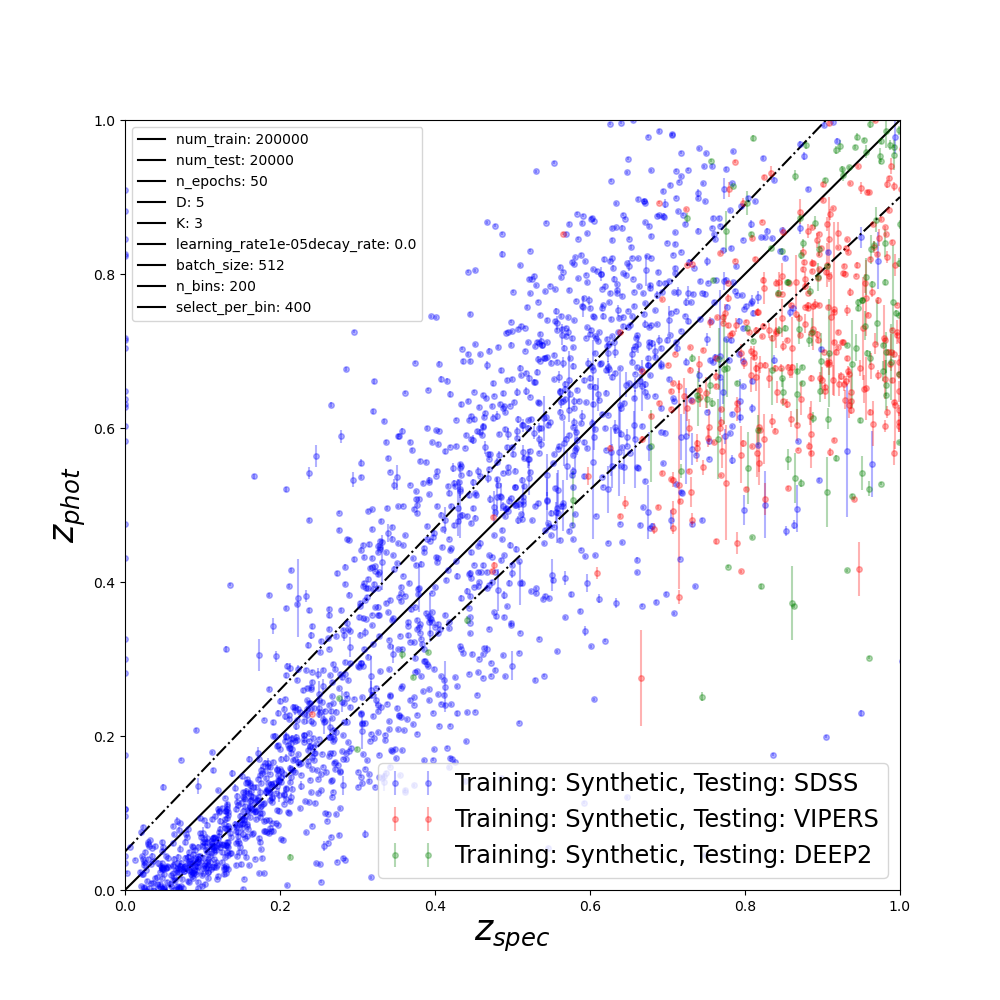 num_train: 200000
num_test: 20000
n_epochs: 50
D: 5
K: 3
learning_rate1e-05decay_rate: 0.0
batch_size: 512
n_bins: 200
select_per_bin: 400
1.0
0.8
0.6
0.4
0.2
0.0
z_phot
Training: Synthetic, Testing: SDSS
Training: Synthetic, Testing: VIPERS
Training: Synthetic, Testing: DEEP2
0.0 0.2 0.4 0.6 0.8 1.0
z_spec